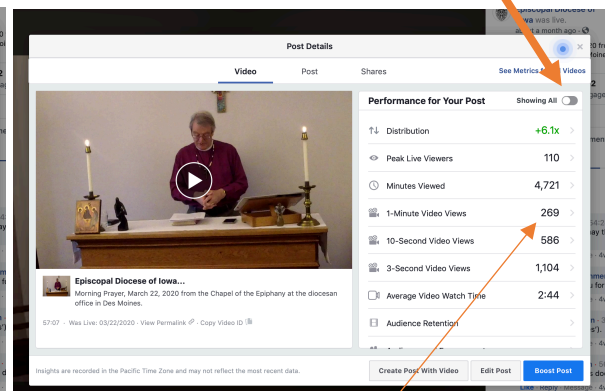 Episcopal Diocese of
Iowa was live.
about a month ago
Post Details
Video
Post
Shares
See Metrics Videos
Performance for Your Post
Showing All
Distribution
+6.1x
Peak Live Viewers
110
Minutes Viewed
4,721
1-Minute Video Views
269
10-Second Video Views
586
3-Second Video Views
1,104
Average Video Watch Time
2:44
Audience Retention
Episcopal Diocese of Iowa...
Morning Prayer, March 22, 2020 from the Chapel of the Epiphany at the diocesan
office in Des Moines.
57:07 · Was Live: 03/22/2020 · View Permalink · Copy Video ID
Insights are recorded in the Pacific Time Zone and may not reflect the most recent data.
Create Post With Video
Edit Post
Boost Post
Like · Reply · Message